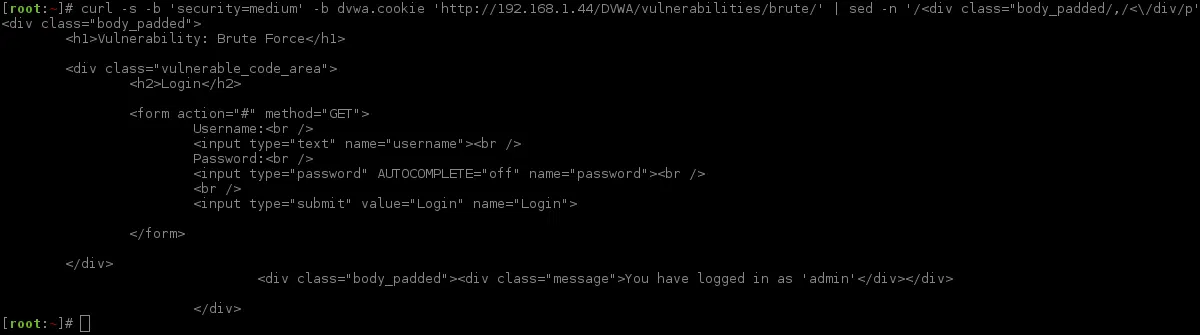 [root:~]# curl -s -b 'security=medium' -b dvwa.cookie 'http://192.168.1.44/DVWA/vulnerabilities/brute/' | sed -n '/<div class="body_padded/,/<\/div/p'
<div class="body_padded">
<h1>Vulnerability: Brute Force</h1>
<div class="vulnerable_code_area">
<h2>Login</h2>
<form action="#" method="GET">
Username:<br />
<input type="text" name="username"><br />
Password:<br />
<input type="password" AUTOCOMPLETE="off" name="password"><br />
<br />
<input type="submit" value="Login" name="Login">
</form>
</div>
<div class="body_padded"><div class="message">You have logged in as 'admin'</div></div>
</div>
[root:~]#